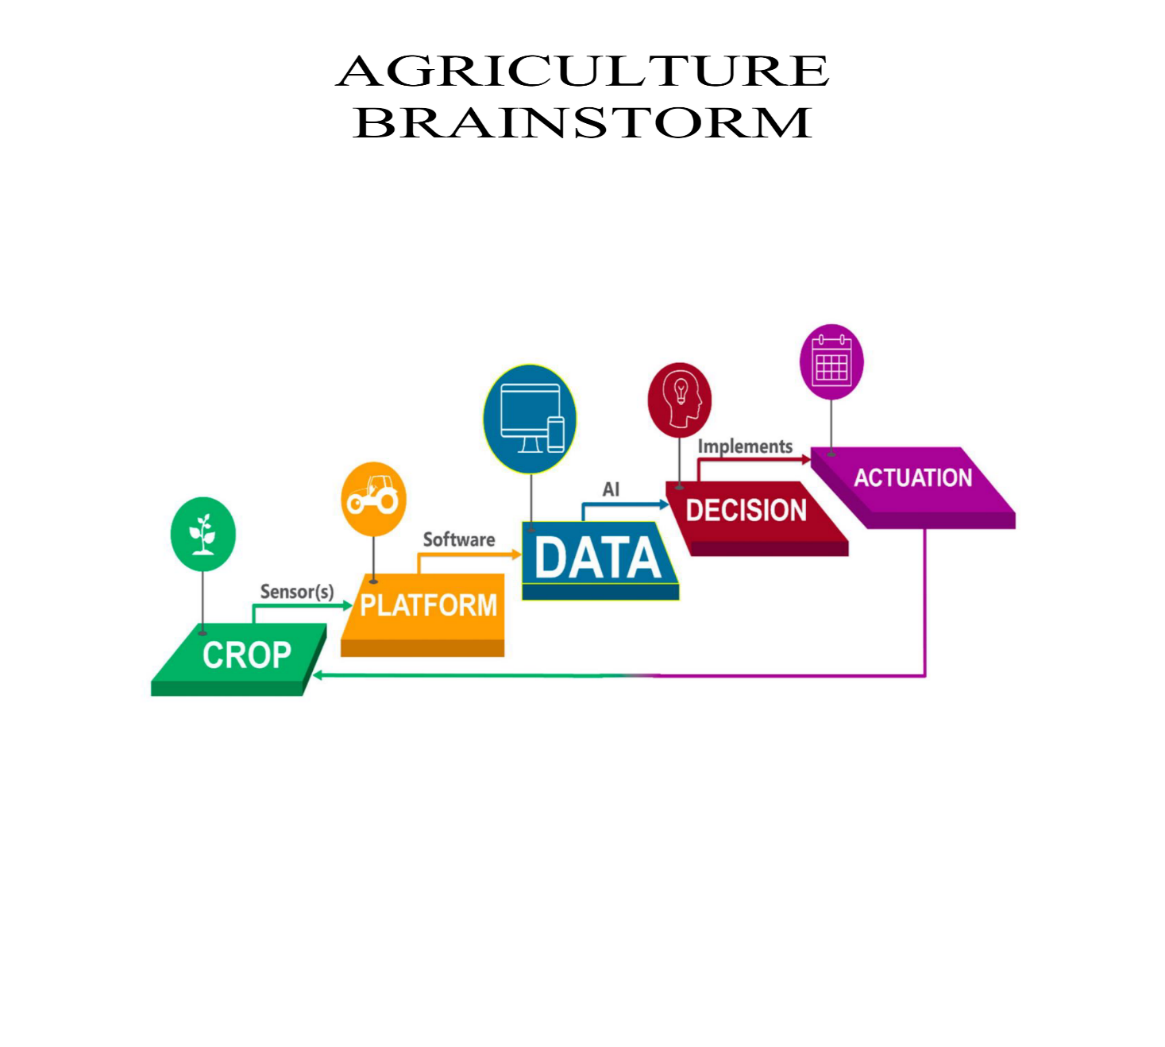 AGRICULTURE
BRAINSTORM
Implements
ACTUATION
AI
DECISION
Software
DATA
Sensor(s)
PLATFORM
CROP